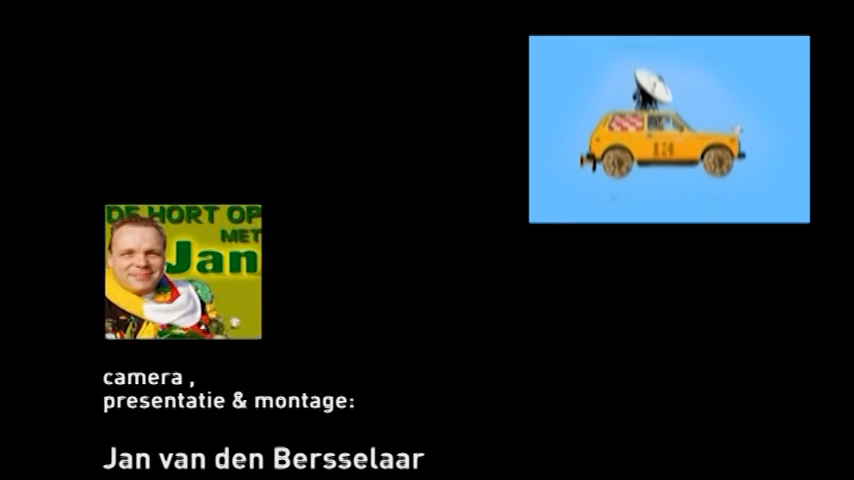 DE HORT OP
MET
Jan
camera ,
presentatie & montage:
Jan van den Bersselaar